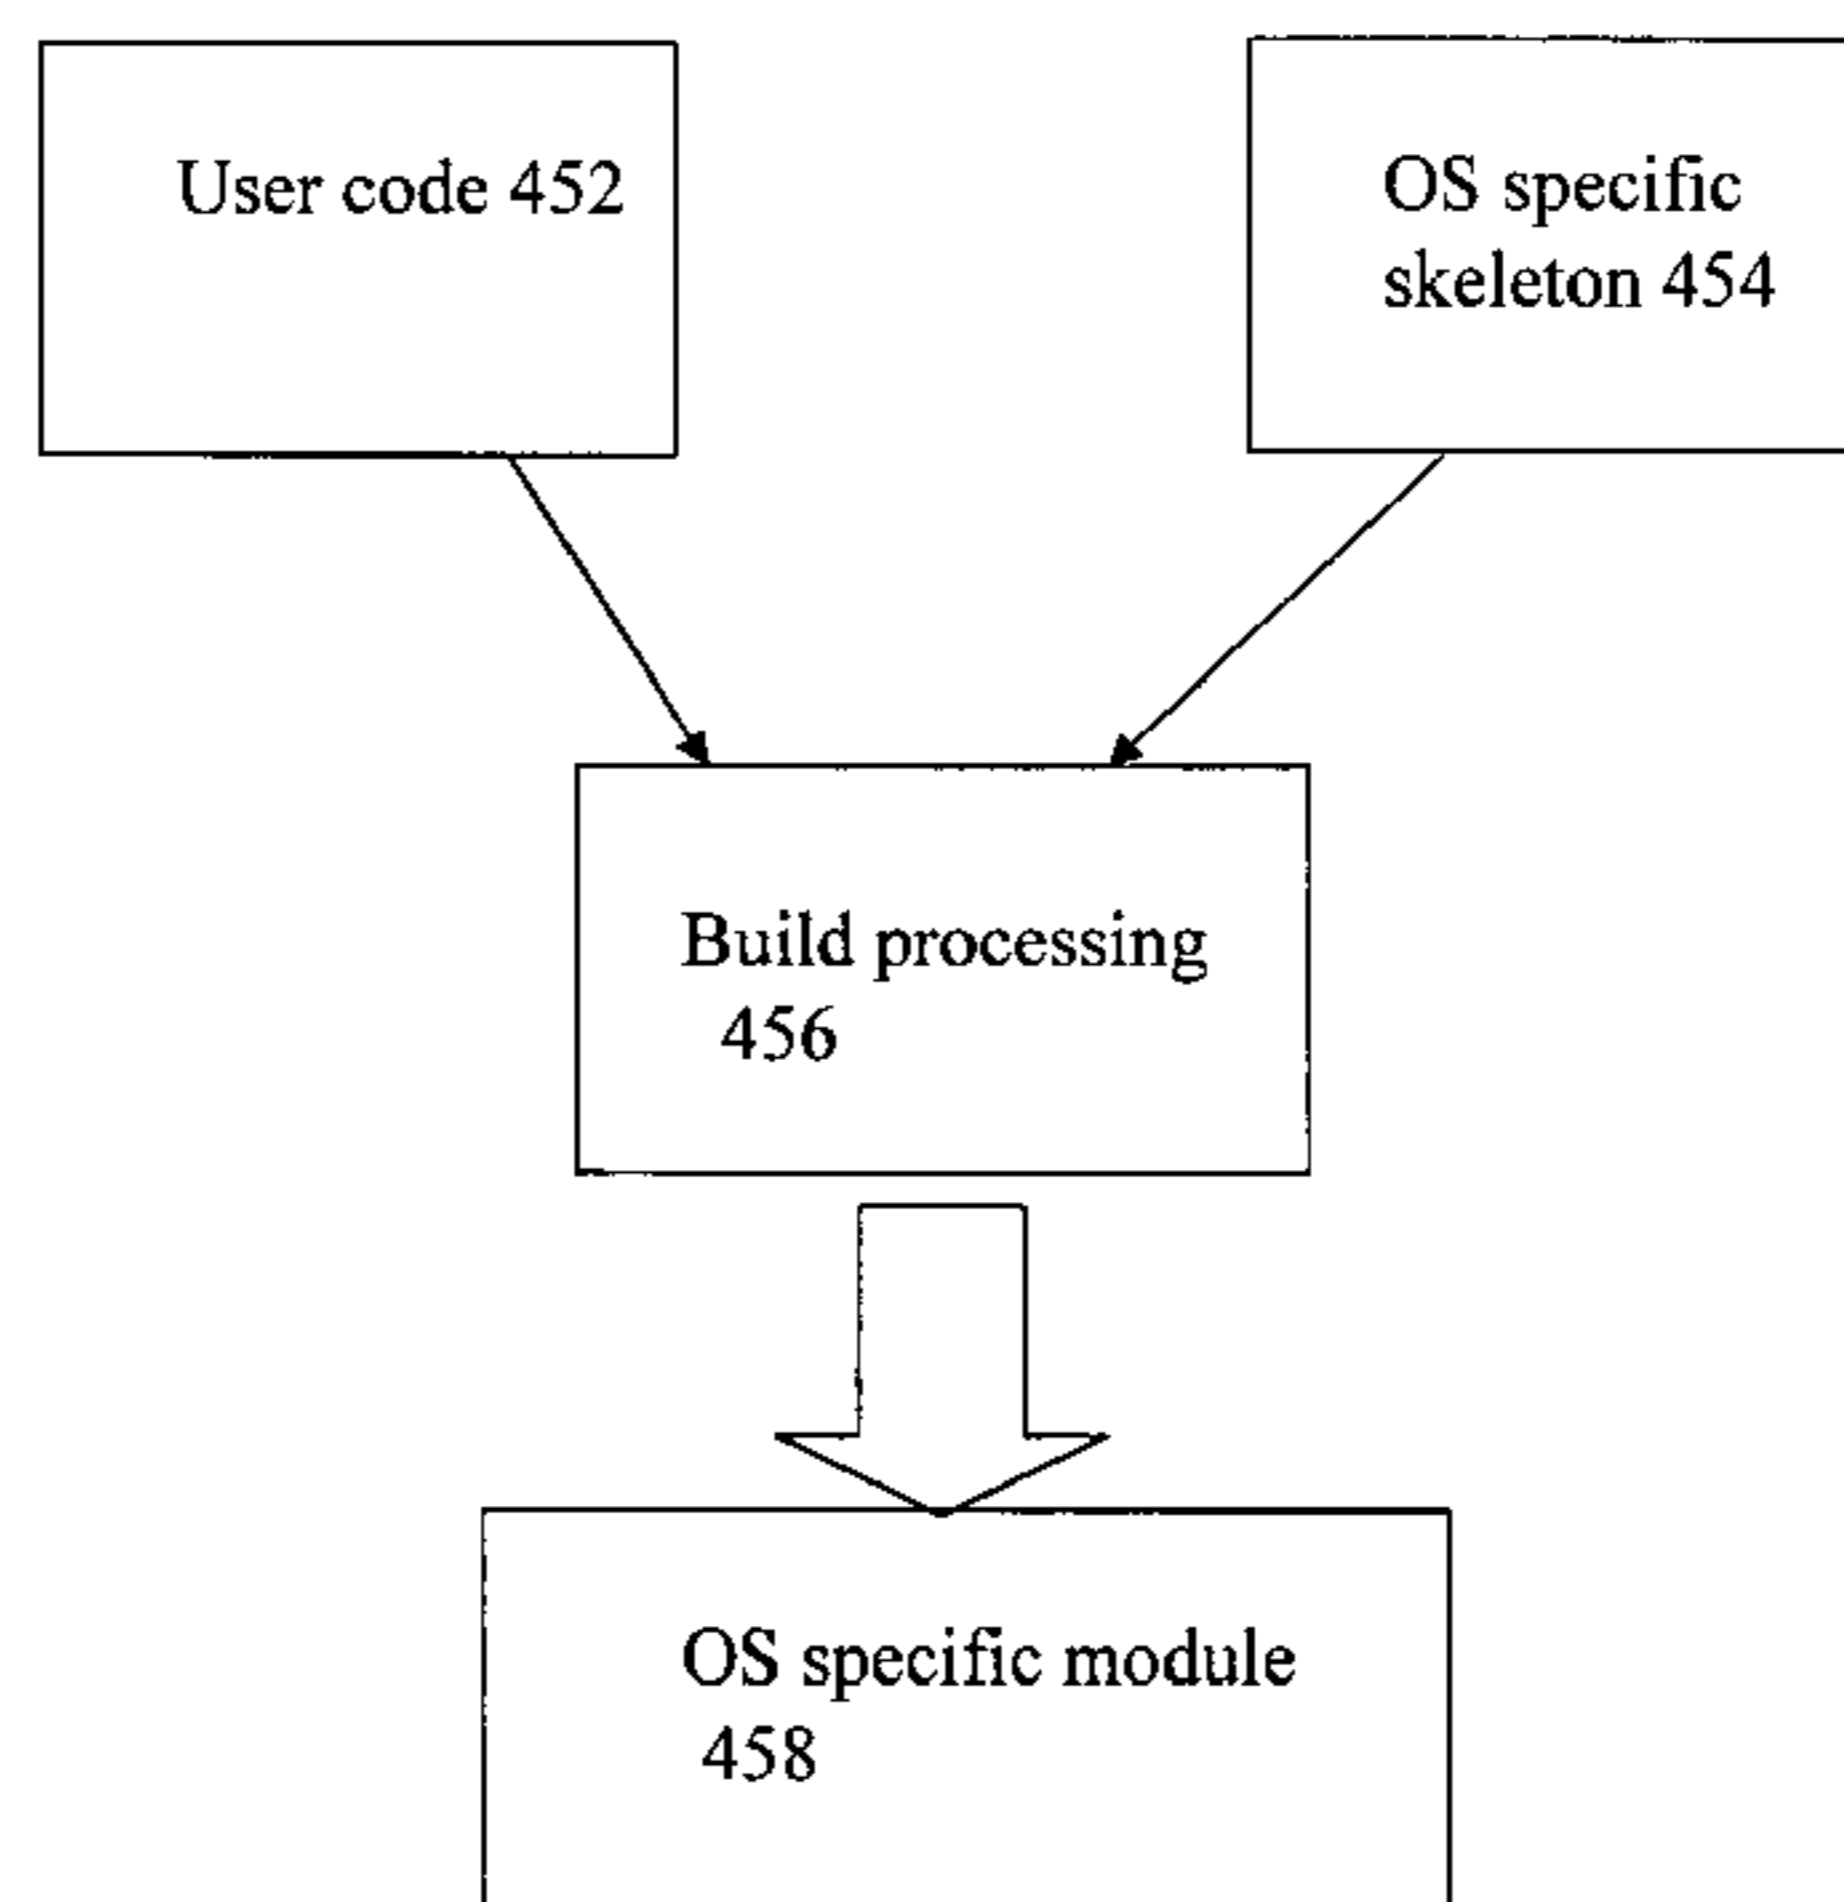 User code 452
OS specific
skeleton 454
Build processing
456
OS specific module
458